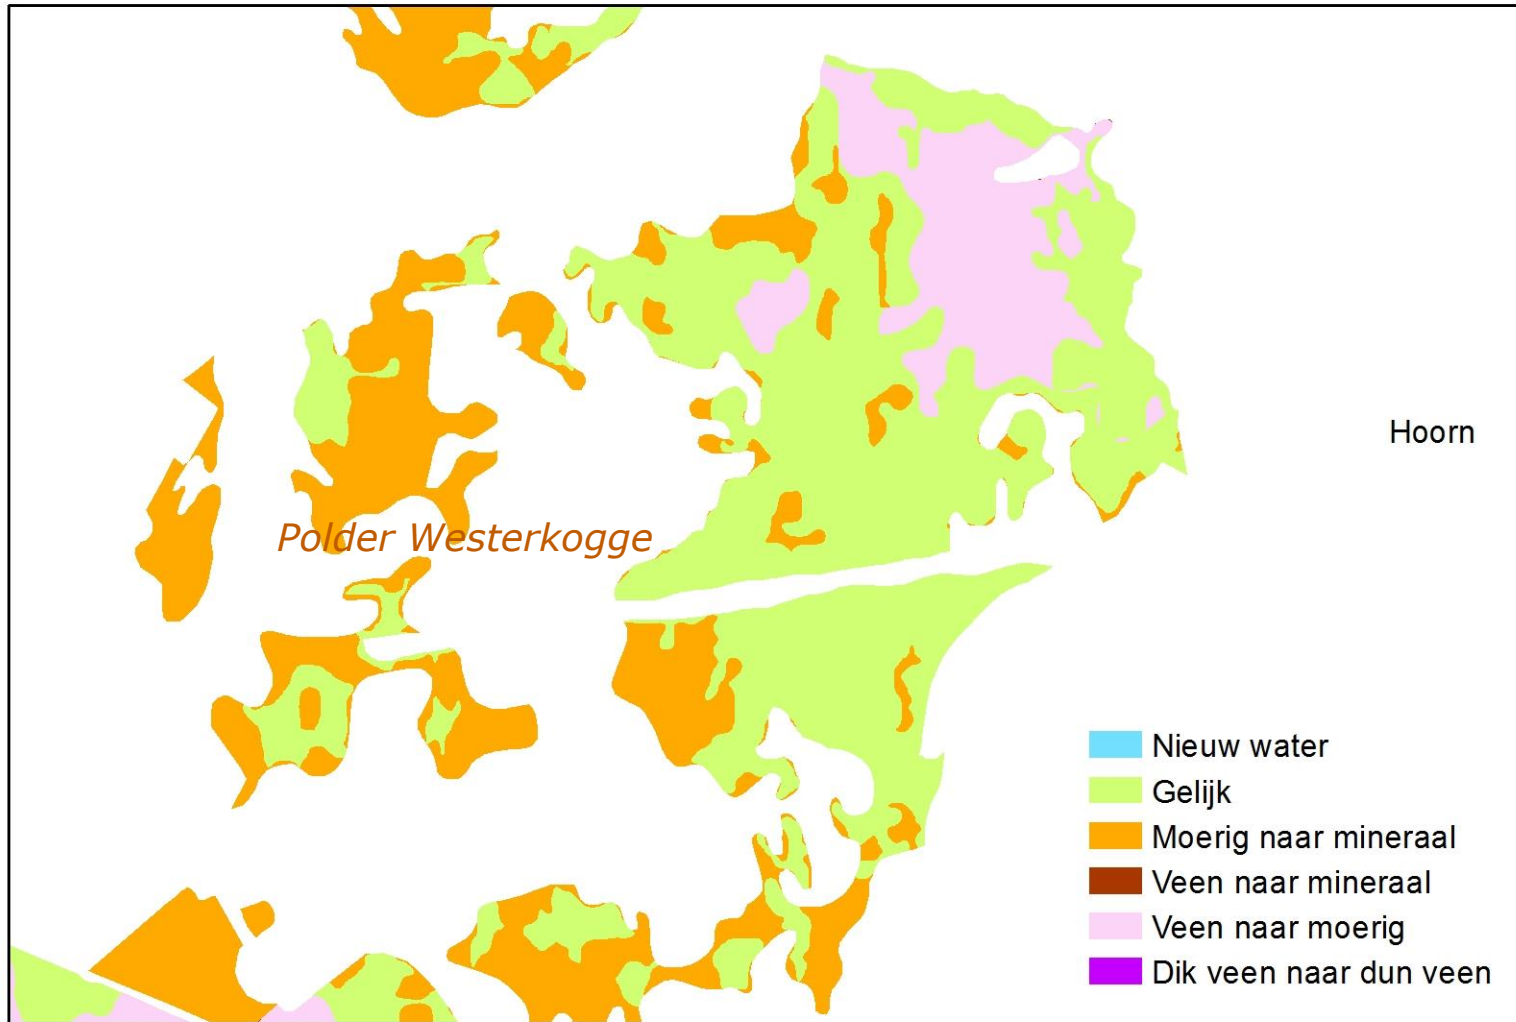 Hoorn
Polder Westerkogge
Nieuw water
Gelijk
Moerig naar mineraal
Veen naar mineraal
Veen naar moerig
Dik veen naar dun veen